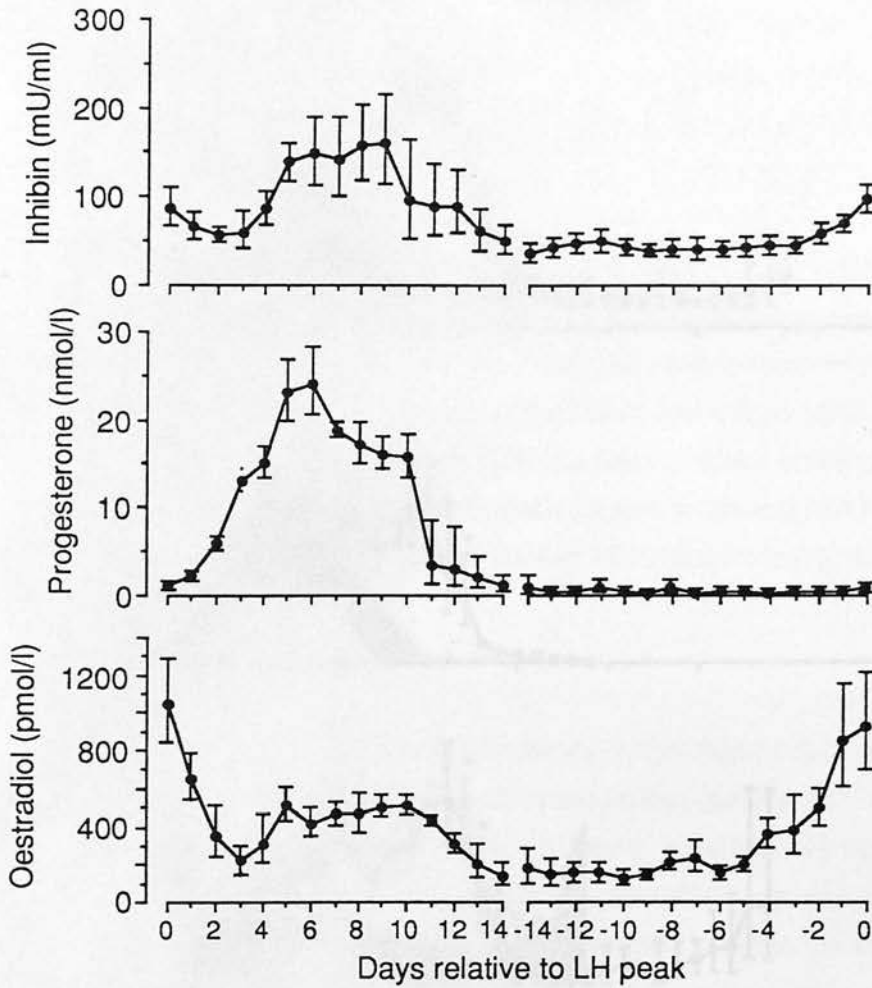 Inhibin (mU/ml)
300
200
100
0
Progesterone (nmol/l)
30
20
10
0
Oestradiol (pmol/l)
1200
800
400
0
0 2 4 6 8 10 12 14 -14 -12 -10 -8 -6 -4 -2 0
Days relative to LH peak